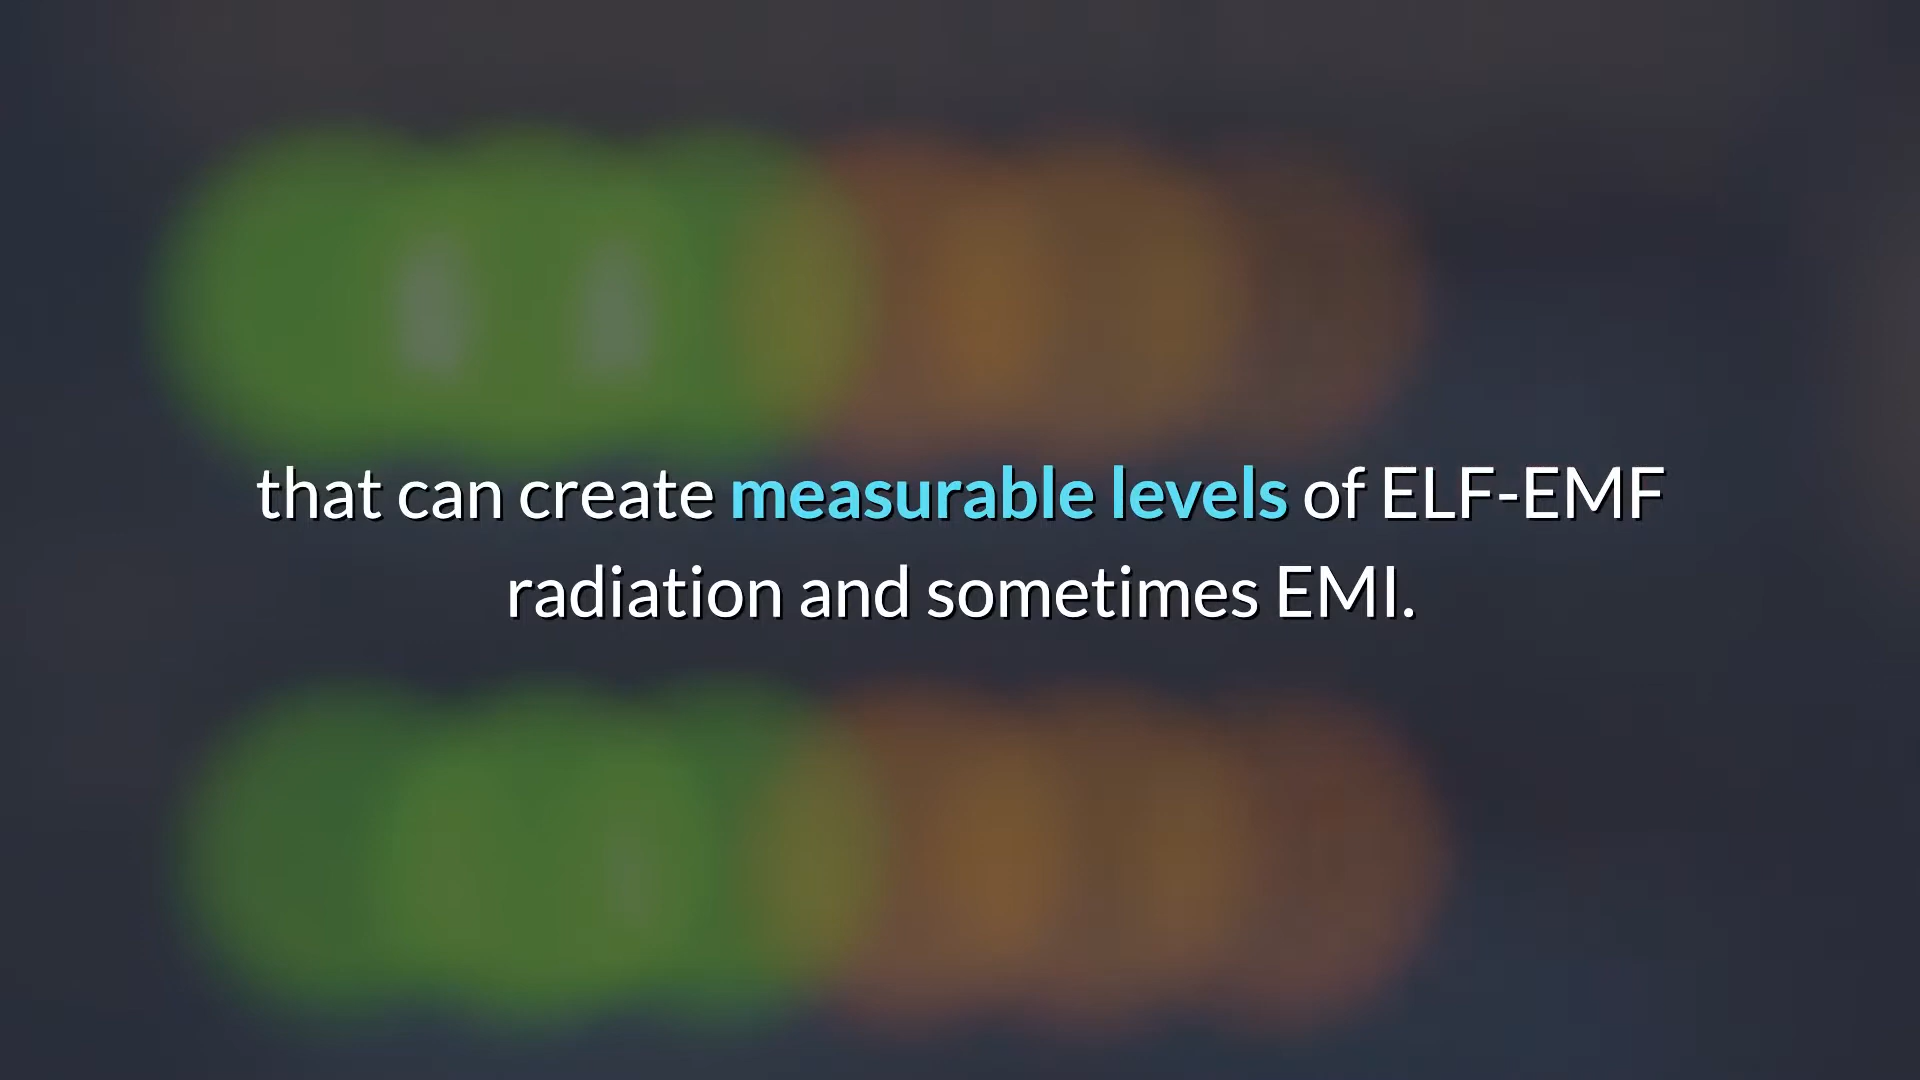 that can create measurable levels of ELF-EMF
radiation and sometimes EMI.